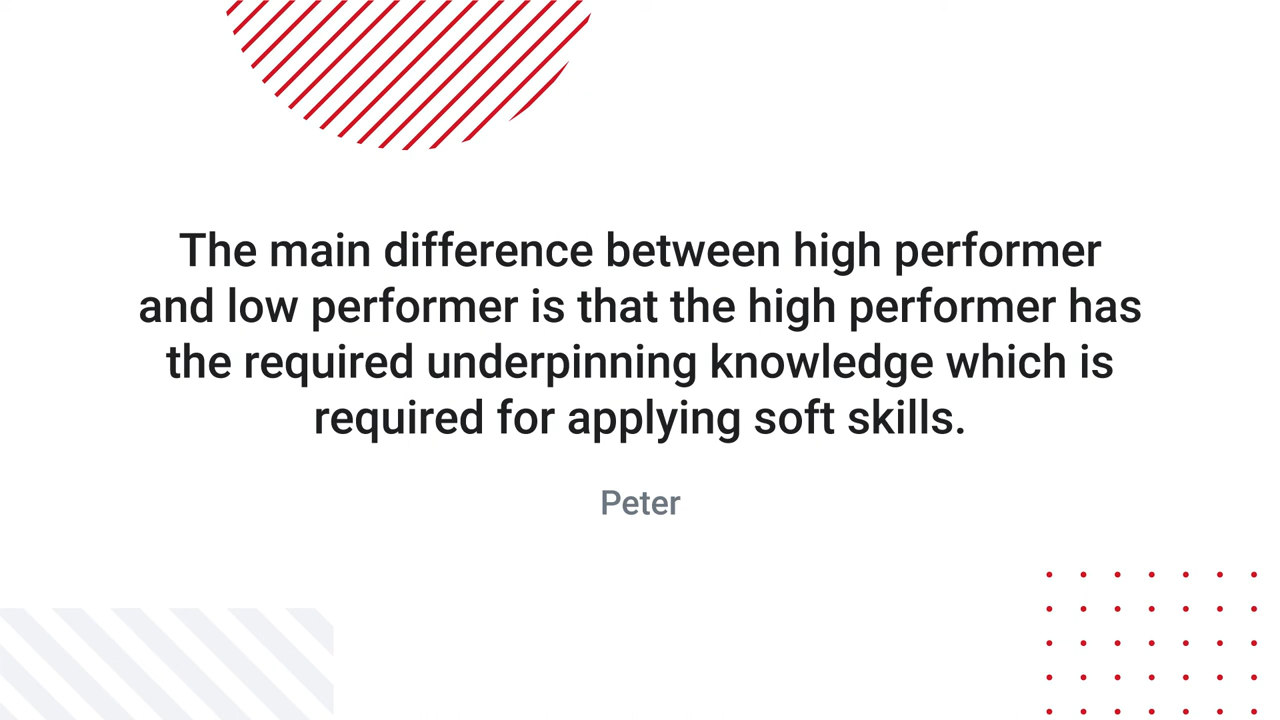 The main difference between high performer
and low performer is that the high performer has
the required underpinning knowledge which is
required for applying soft skills.
Peter